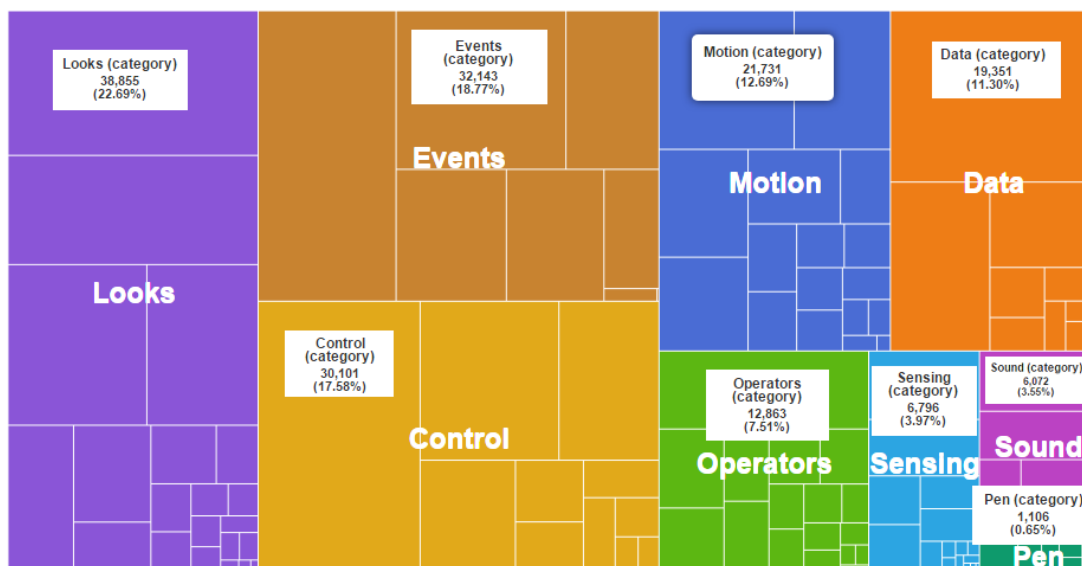 Looks (category)
38,855
(22.69%)
Looks
Events
(category)
32,143
(18.77%)
Events
Control
(category)
30,101
(17.58%)
Control
Motion (category)
21,731
(12.69%)
Motion
Data (category)
19,351
(11.30%)
Data
Operators
(category)
12,863
(7.51%)
Operators
Sensing
(category)
6,796
(3.97%)
Sensing
Sound (category)
6,072
(3.55%)
Sound
Pen (category)
1,106
(0.65%)
Pen